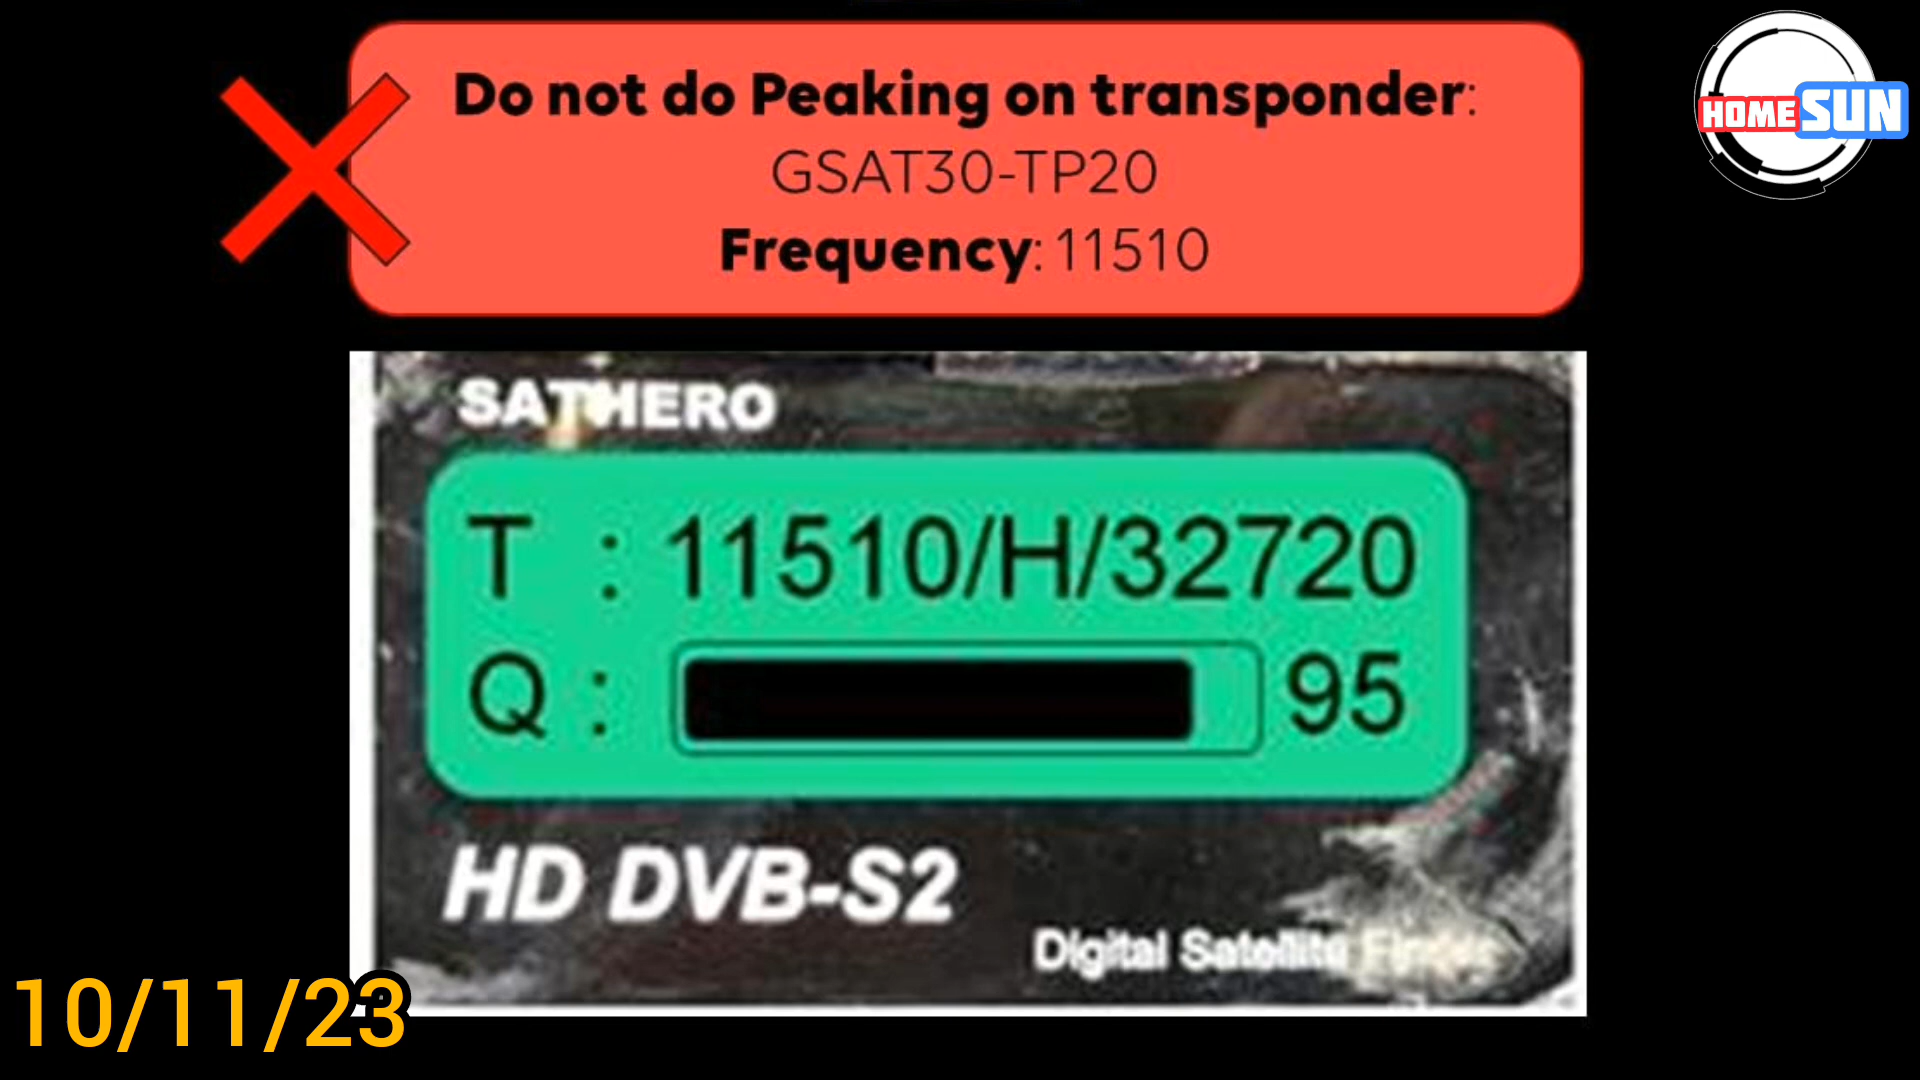 Do not do Peaking on transponder:
GSAT30-TP20
Frequency: 11510
HOME SUN
SATHERO
T : 11510/H/32720
Q : 95
HD DVB-S2
Digital Satellite Finder
10/11/23